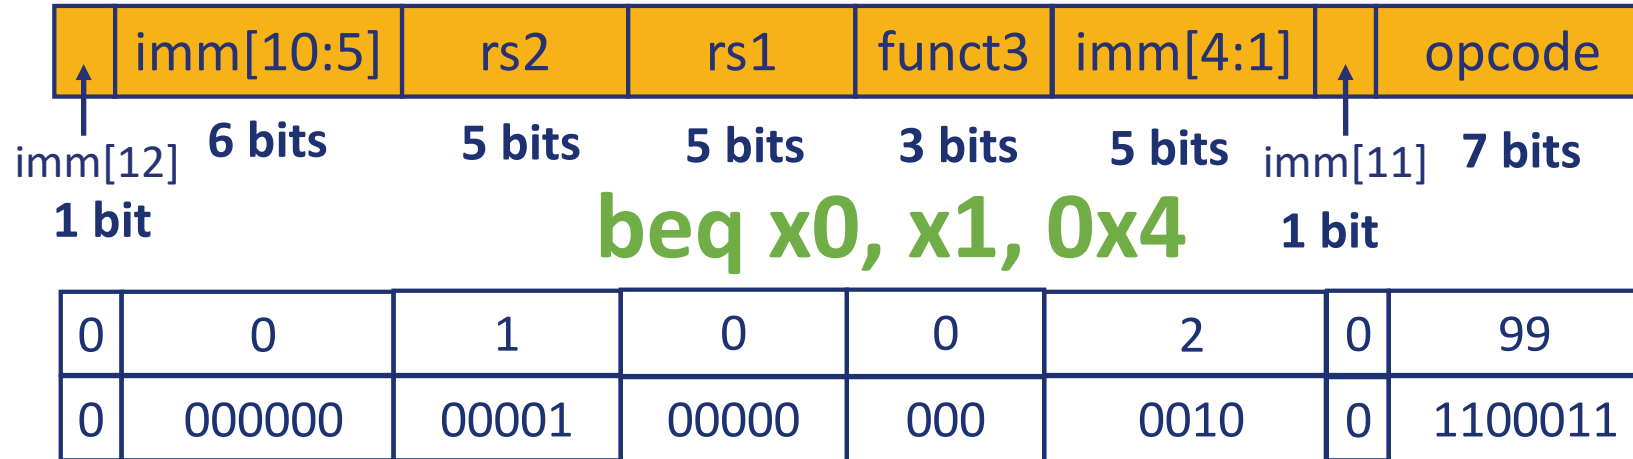 imm[10:5] rs2 rs1 funct3 imm[4:1] opcode
imm[12] 6 bits 5 bits 5 bits 3 bits 5 bits imm[11] 7 bits
1 bit beq x0, x1, 0x4 1 bit
0 0 1 0 0 2 0 99
0 000000 00001 00000 000 0010 0 1100011